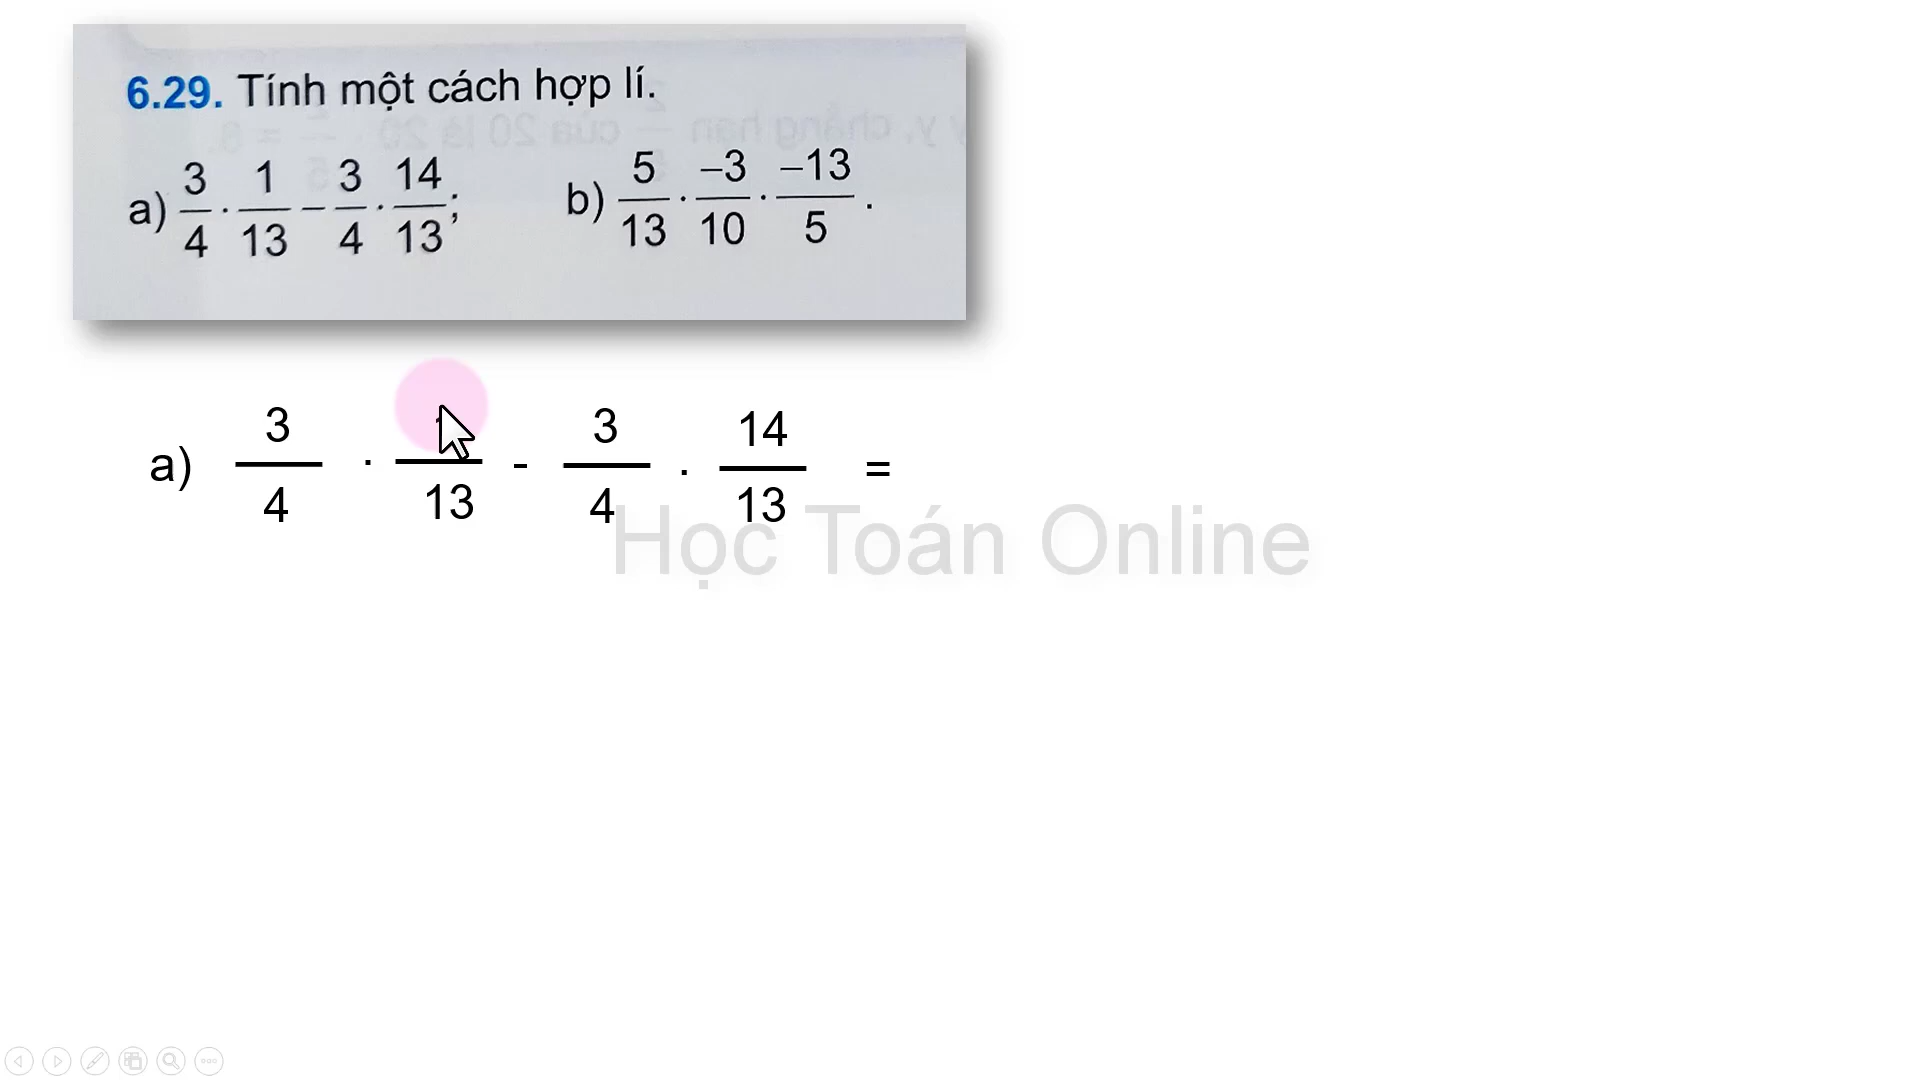 6.29. Tính một cách hợp lí.
a) 3/4 · 1/13 – 3/4 · 14/13; b) 5/13 · –3/10 · –13/5 .
a) 3/4 · /13 - 3/4 · 14/13 =
Học Toán Online